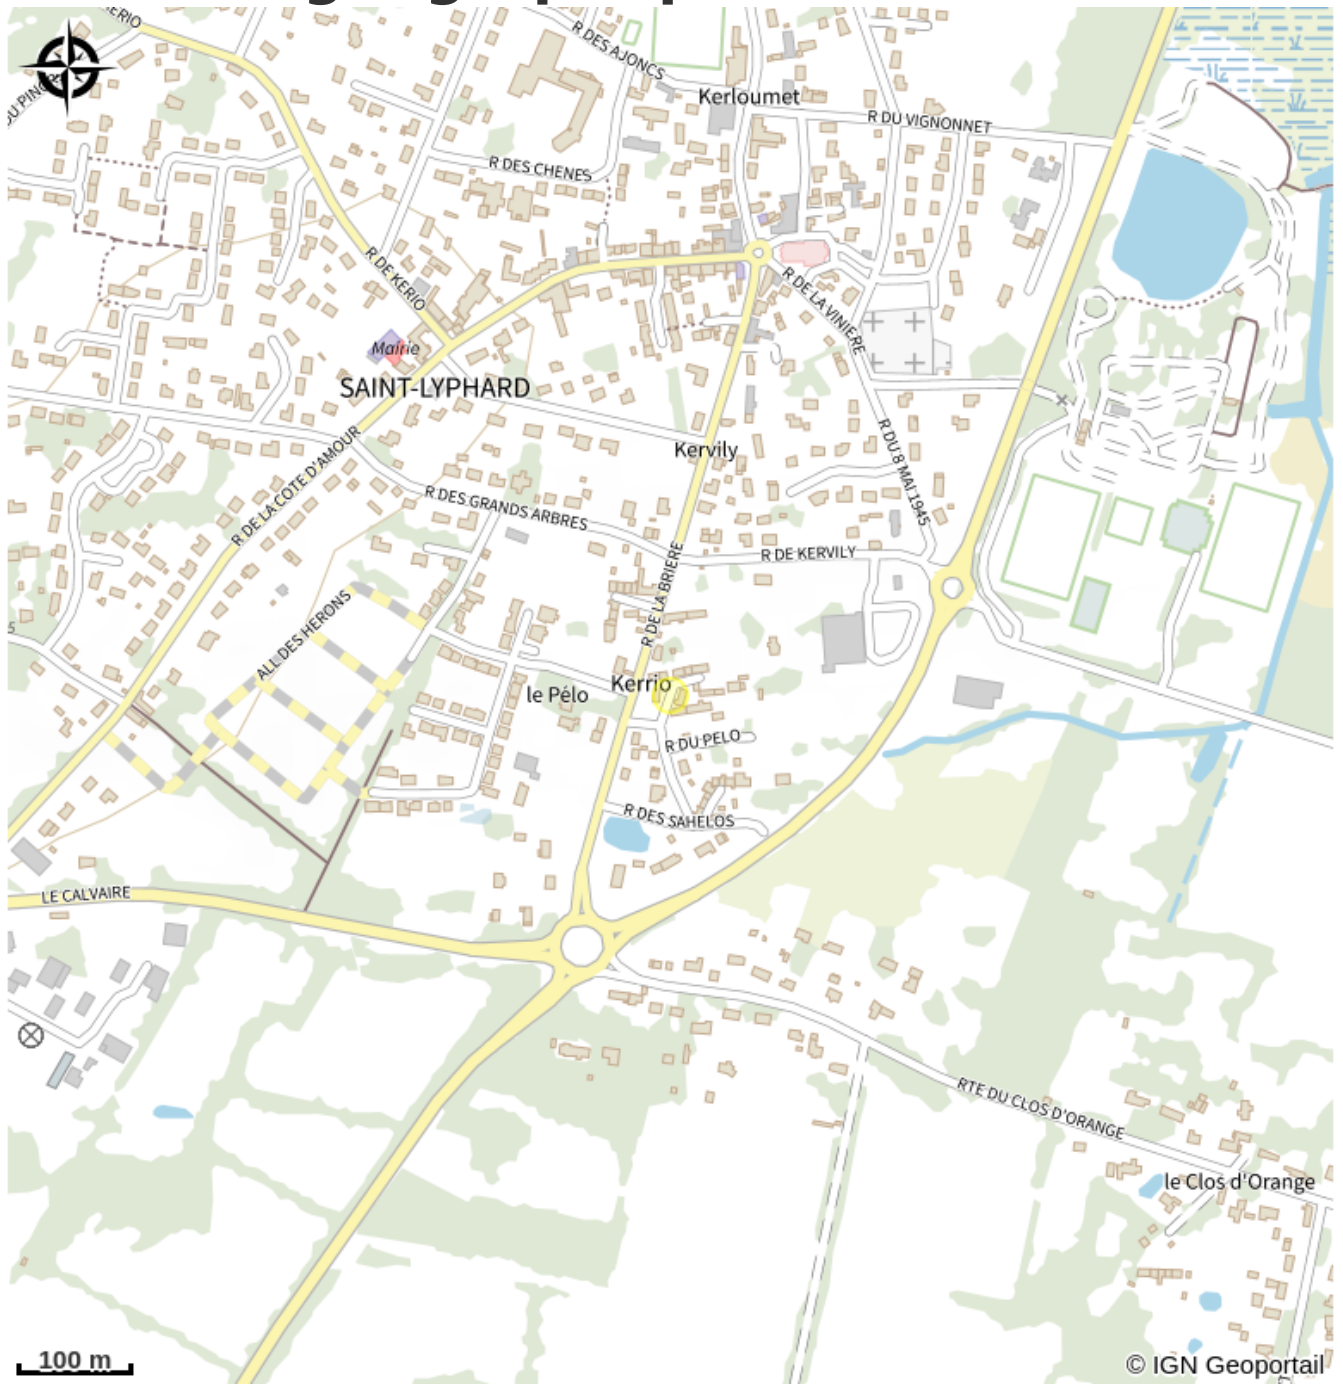 R DES AJONCS
Kerloumet
R DU VIGNONNET
R DES CHENES
R DE KERIO
R DE LA VINIERE
Mairie
SAINT-LYPHARD
Kervily
R DU 8 MAI 1945
R DE LA COTE D'AMOUR
R DES GRANDS ARBRES
R DE KERVILY
R DE LA BRIERE
ALL DES HERONS
5
Kerrio
le Pélo
R DU PELO
R DES SAHELOS
LE CALVAIRE
RTE DU CLOS D'ORANGE
le Clos d'Orange
100 m
© IGN Geoportail